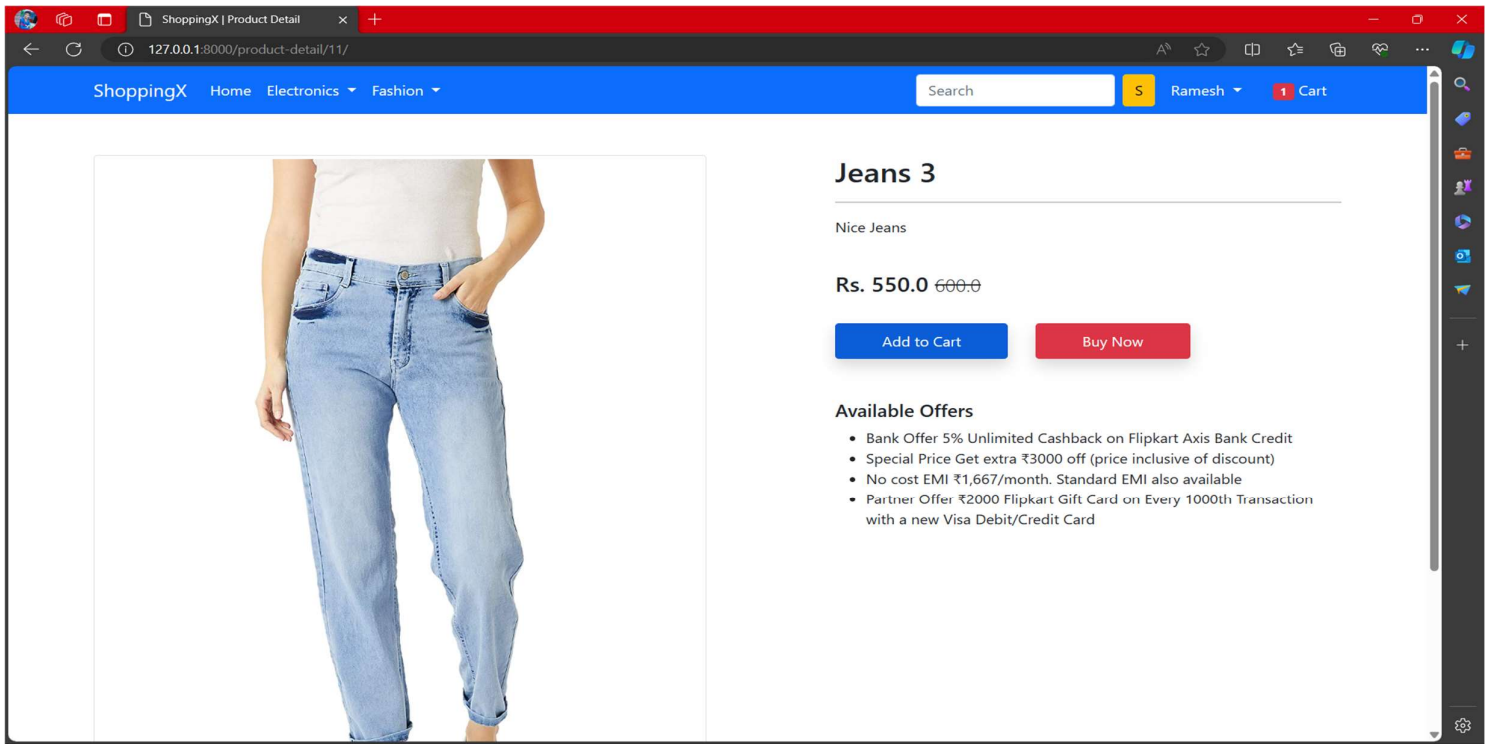 ShoppingX | Product Detail
127.0.0.1:8000/product-detail/11/
ShoppingX Home Electronics Fashion Search S Ramesh 1 Cart
Jeans 3
Nice Jeans
Rs. 550.0 600.0
Add to Cart Buy Now
Available Offers
• Bank Offer 5% Unlimited Cashback on Flipkart Axis Bank Credit
• Special Price Get extra ₹3000 off (price inclusive of discount)
• No cost EMI ₹1,667/month. Standard EMI also available
• Partner Offer ₹2000 Flipkart Gift Card on Every 1000th Transaction
with a new Visa Debit/Credit Card